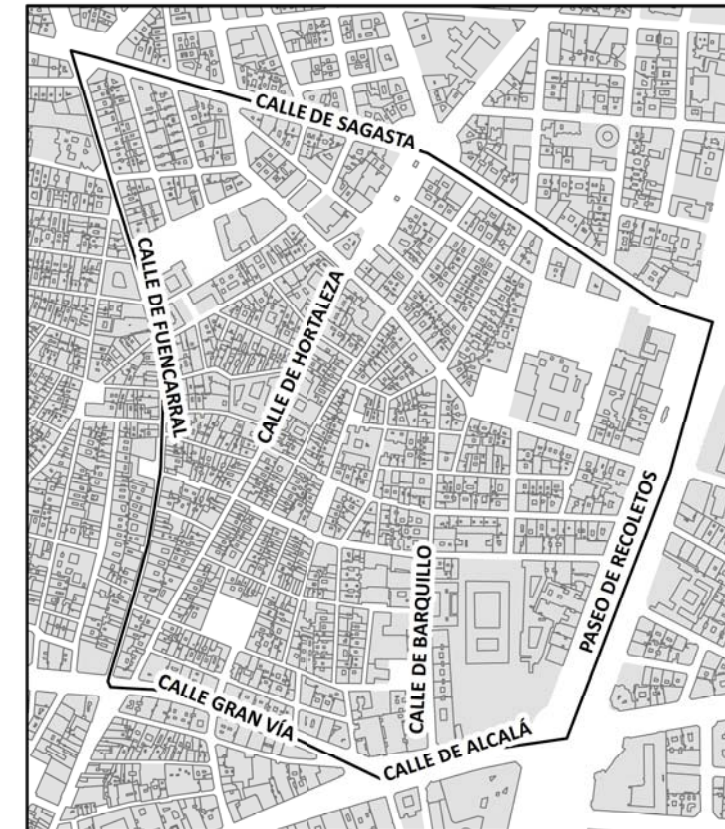 CALLE DE SAGASTA
CALLE DE FUENCARRAL
CALLE DE HORTALEZA
CALLE DE BARQUILLO
PASEO DE RECOLETOS
CALLE GRAN VÍA
CALLE DE ALCALÁ